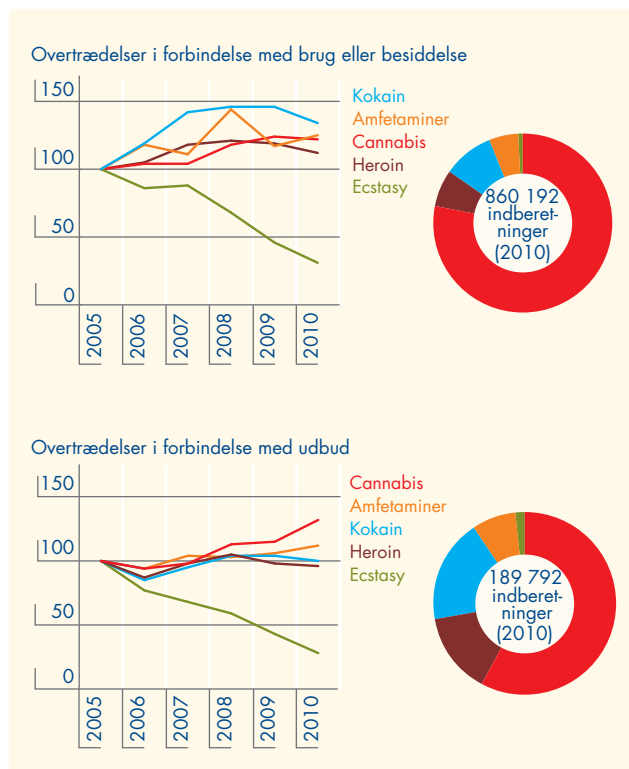 Overtrædelser i forbindelse med brug eller besiddelse
150
100
50
0
2005
2006
2007
2008
2009
2010
Kokain
Amfetaminer
Cannabis
Heroin
Ecstasy
860 192
indberet-
ninger
(2010)
Overtrædelser i forbindelse med udbud
150
100
50
0
2005
2006
2007
2008
2009
2010
Cannabis
Amfetaminer
Kokain
Heroin
Ecstasy
189 792
indberet-
ninger
(2010)